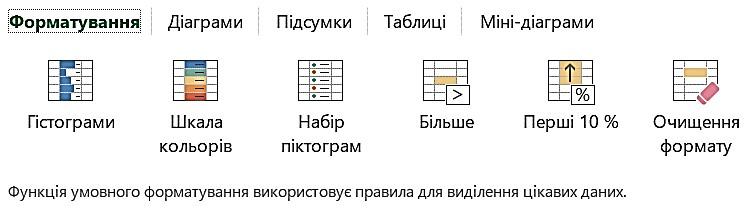 Форматування Діаграми Підсумки Таблиці Міні-діаграми
> %
Гістограми Шкала кольорів Набір піктограм Більше Перші 10 % Очищення формату
Функція умовного форматування використовує правила для виділення цікавих даних.